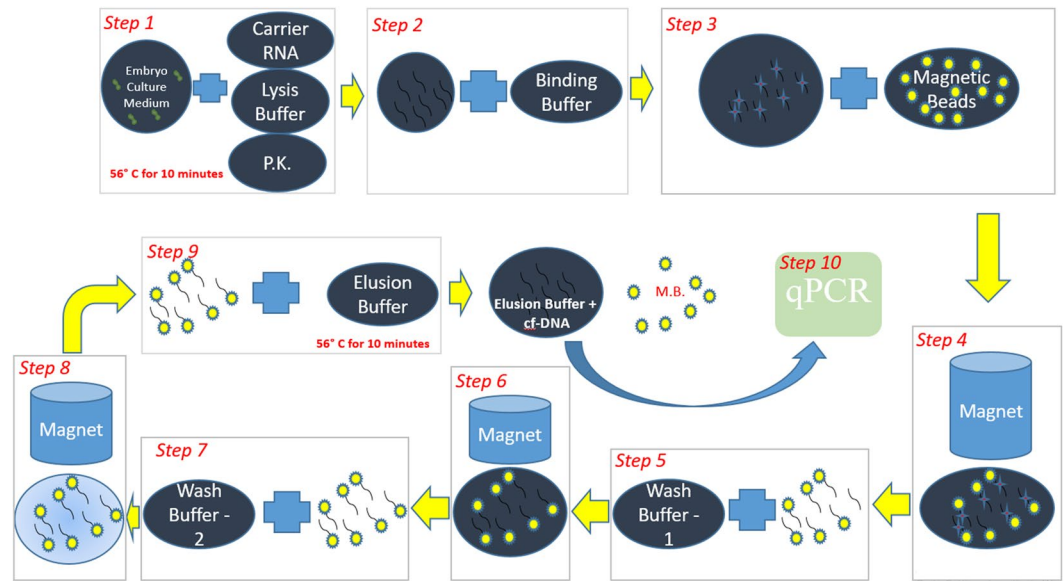 Step 1
Embryo
Culture
Medium
Carrier
RNA
Lysis
Buffer
P.K.
56° C for 10 minutes
Step 2
Binding
Buffer
Step 3
Magnetic
Beads
Step 4
Magnet
Step 5
Wash
Buffer -
1
Step 6
Magnet
Step 7
Wash
Buffer -
2
Step 8
Magnet
Step 9
Elusion
Buffer
56° C for 10 minutes
Elusion Buffer +
cf-DNA
M.B.
Step 10
qPCR